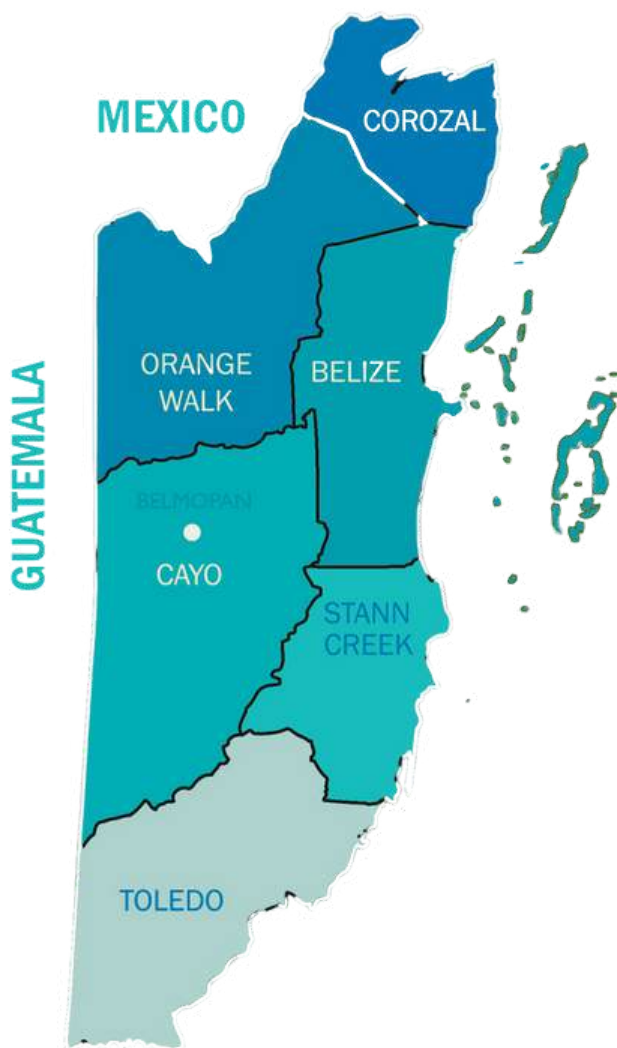 MEXICO
COROZAL
GUATEMALA
ORANGE
WALK
BELIZE
BELMOPAN
CAYO
STANN
CREEK
TOLEDO